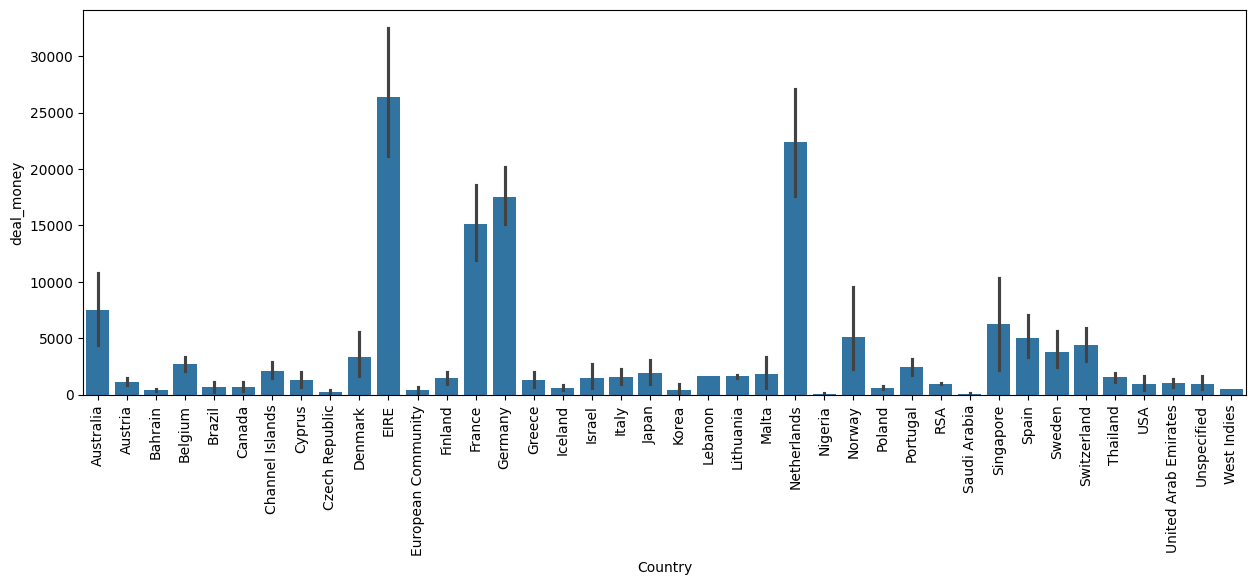 deal_money
30000
25000
20000
15000
10000
5000
0
Australia
Austria
Bahrain
Belgium
Brazil
Canada
Channel Islands
Cyprus
Czech Republic
Denmark
EIRE
European Community
Finland
France
Germany
Greece
Iceland
Israel
Italy
Japan
Korea
Lebanon
Lithuania
Malta
Netherlands
Nigeria
Norway
Poland
Portugal
RSA
Saudi Arabia
Singapore
Spain
Sweden
Switzerland
Thailand
USA
United Arab Emirates
Unspecified
West Indies
Country